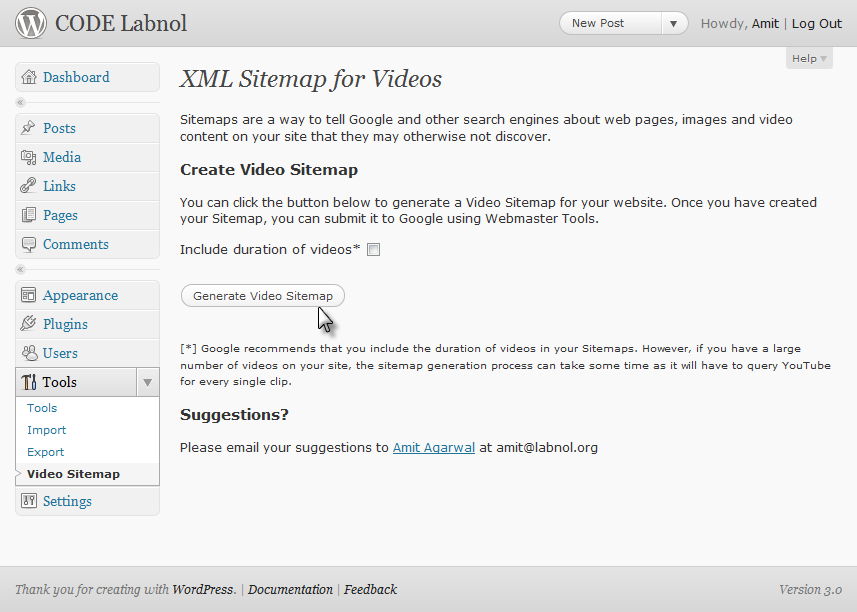 CODE Labnol
New Post
Howdy, Amit | Log Out
Help
Dashboard
Posts
Media
Links
Pages
Comments
Appearance
Plugins
Users
Tools
Tools
Import
Export
Video Sitemap
Settings
XML Sitemap for Videos
Sitemaps are a way to tell Google and other search engines about web pages, images and video
content on your site that they may otherwise not discover.
Create Video Sitemap
You can click the button below to generate a Video Sitemap for your website. Once you have created
your Sitemap, you can submit it to Google using Webmaster Tools.
Include duration of videos*
Generate Video Sitemap
[*] Google recommends that you include the duration of videos in your Sitemaps. However, if you have a large
number of videos on your site, the sitemap generation process can take some time as it will have to query YouTube
for every single clip.
Suggestions?
Please email your suggestions to Amit Agarwal at amit@labnol.org
Thank you for creating with WordPress. | Documentation | Feedback
Version 3.0